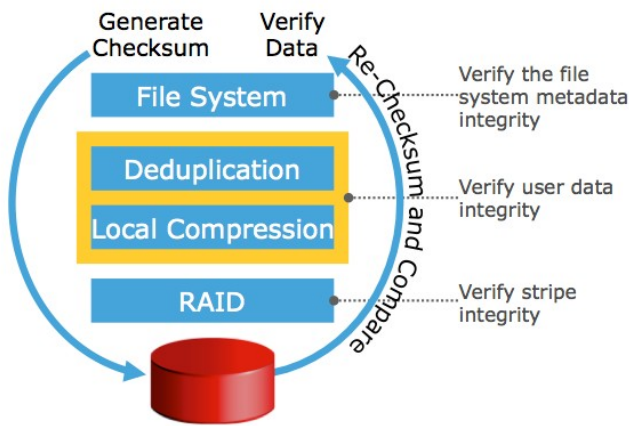 Generate
Checksum
Verify
Data
Re-Checksum and Compare
File System
Verify the file
system metadata
integrity
Deduplication
Local Compression
Verify user data
integrity
RAID
Verify stripe
integrity